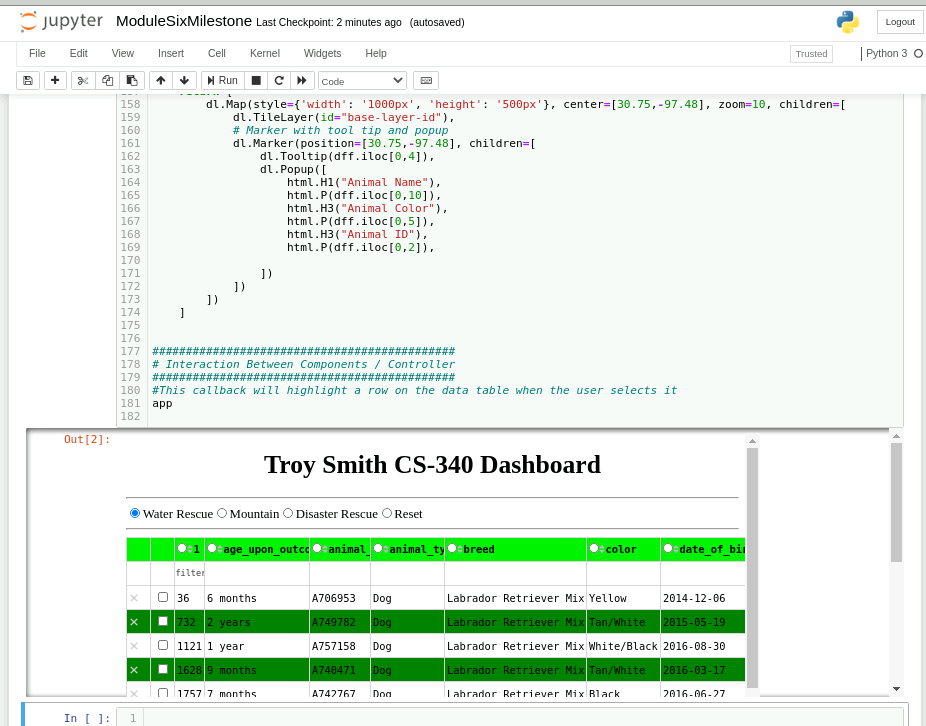 jupyter ModuleSixMilestone Last Checkpoint: 2 minutes ago (autosaved) Logout
File Edit View Insert Cell Kernel Widgets Help Trusted Python 3
Run Code
158 dl.Map(style={'width': '1000px', 'height': '500px'}, center=[30.75,-97.48], zoom=10, children=[
159 dl.TileLayer(id="base-layer-id"),
160 # Marker with tool tip and popup
161 dl.Marker(position=[30.75,-97.48], children=[
162 dl.Tooltip(dff.iloc[0,4]),
163 dl.Popup([
164 html.H1("Animal Name"),
165 html.P(dff.iloc[0,10]),
166 html.H3("Animal Color"),
167 html.P(dff.iloc[0,5]),
168 html.H3("Animal ID"),
169 html.P(dff.iloc[0,2]),
170
171 ])
172 ])
173 ])
174 ]
175
176
177 #############################################
178 # Interaction Between Components / Controller
179 #############################################
180 #This callback will highlight a row on the data table when the user selects it
181 app
182
Out[2]:
Troy Smith CS-340 Dashboard
Water Rescue Mountain Disaster Rescue Reset
1 age_upon_outco animal_ animal_ty breed color date_of_bi
filter
× 36 6 months A706953 Dog Labrador Retriever Mix Yellow 2014-12-06
× 732 2 years A749782 Dog Labrador Retriever Mix Tan/White 2015-05-19
× 1121 1 year A757158 Dog Labrador Retriever Mix White/Black 2016-08-30
× 1628 9 months A740471 Dog Labrador Retriever Mix Tan/White 2016-03-17
× 1757 7 months A742767 Dog Labrador Retriever Mix Black 2016-06-27
In [ ]: 1